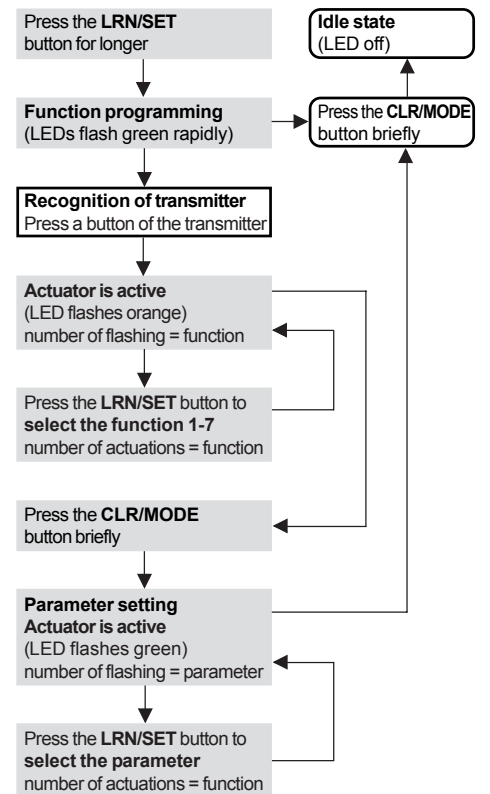 Press the LRN/SET
button for longer
Idle state
(LED off)
Function programming
(LEDs flash green rapidly)
Press the CLR/MODE
button briefly
Recognition of transmitter
Press a button of the transmitter
Actuator is active
(LED flashes orange)
number of flashing = function
Press the LRN/SET button to
select the function 1-7
number of actuations = function
Press the CLR/MODE
button briefly
Parameter setting
Actuator is active
(LED flashes green)
number of flashing = parameter
Press the LRN/SET button to
select the parameter
number of actuations = function